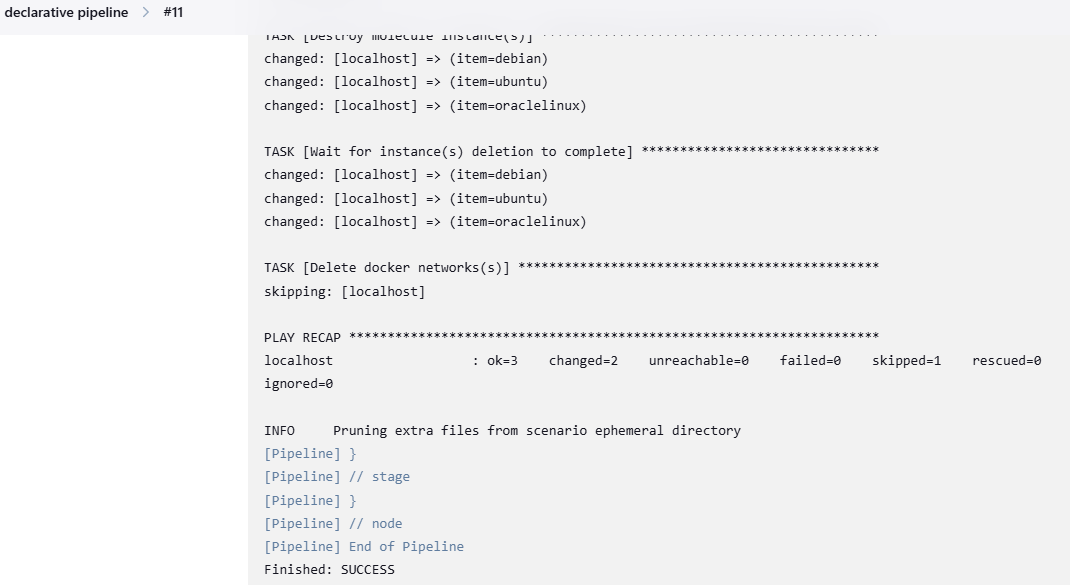 declarative pipeline > #11
TASK [Destroy molecule instance(s)] ********************************************
changed: [localhost] => (item=debian)
changed: [localhost] => (item=ubuntu)
changed: [localhost] => (item=oraclelinux)
TASK [Wait for instance(s) deletion to complete] *******************************
changed: [localhost] => (item=debian)
changed: [localhost] => (item=ubuntu)
changed: [localhost] => (item=oraclelinux)
TASK [Delete docker networks(s)] ***********************************************
skipping: [localhost]
PLAY RECAP *********************************************************************
localhost                  : ok=3    changed=2    unreachable=0    failed=0    skipped=1    rescued=0
ignored=0
INFO     Pruning extra files from scenario ephemeral directory
[Pipeline] }
[Pipeline] // stage
[Pipeline] }
[Pipeline] // node
[Pipeline] End of Pipeline
Finished: SUCCESS